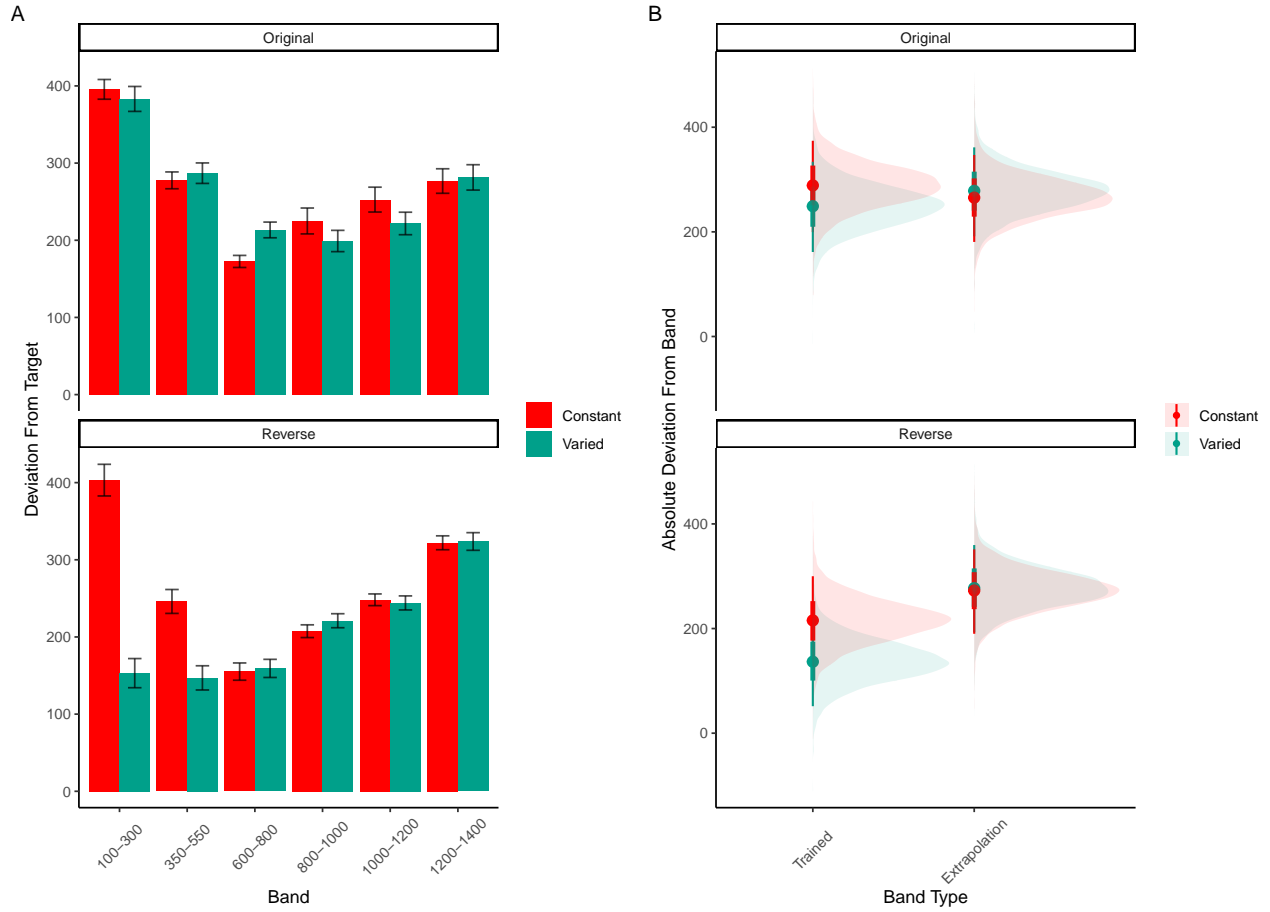 A
Original
400
300
200
100
0
Reverse
400
300
200
100
0
Deviation From Target
100−300
350−550
600−800
800−1000
1000−1200
1200−1400
Band
Constant
Varied
B
Original
400
200
0
Reverse
400
200
0
Absolute Deviation From Band
Trained
Extrapolation
Band Type
Constant
Varied